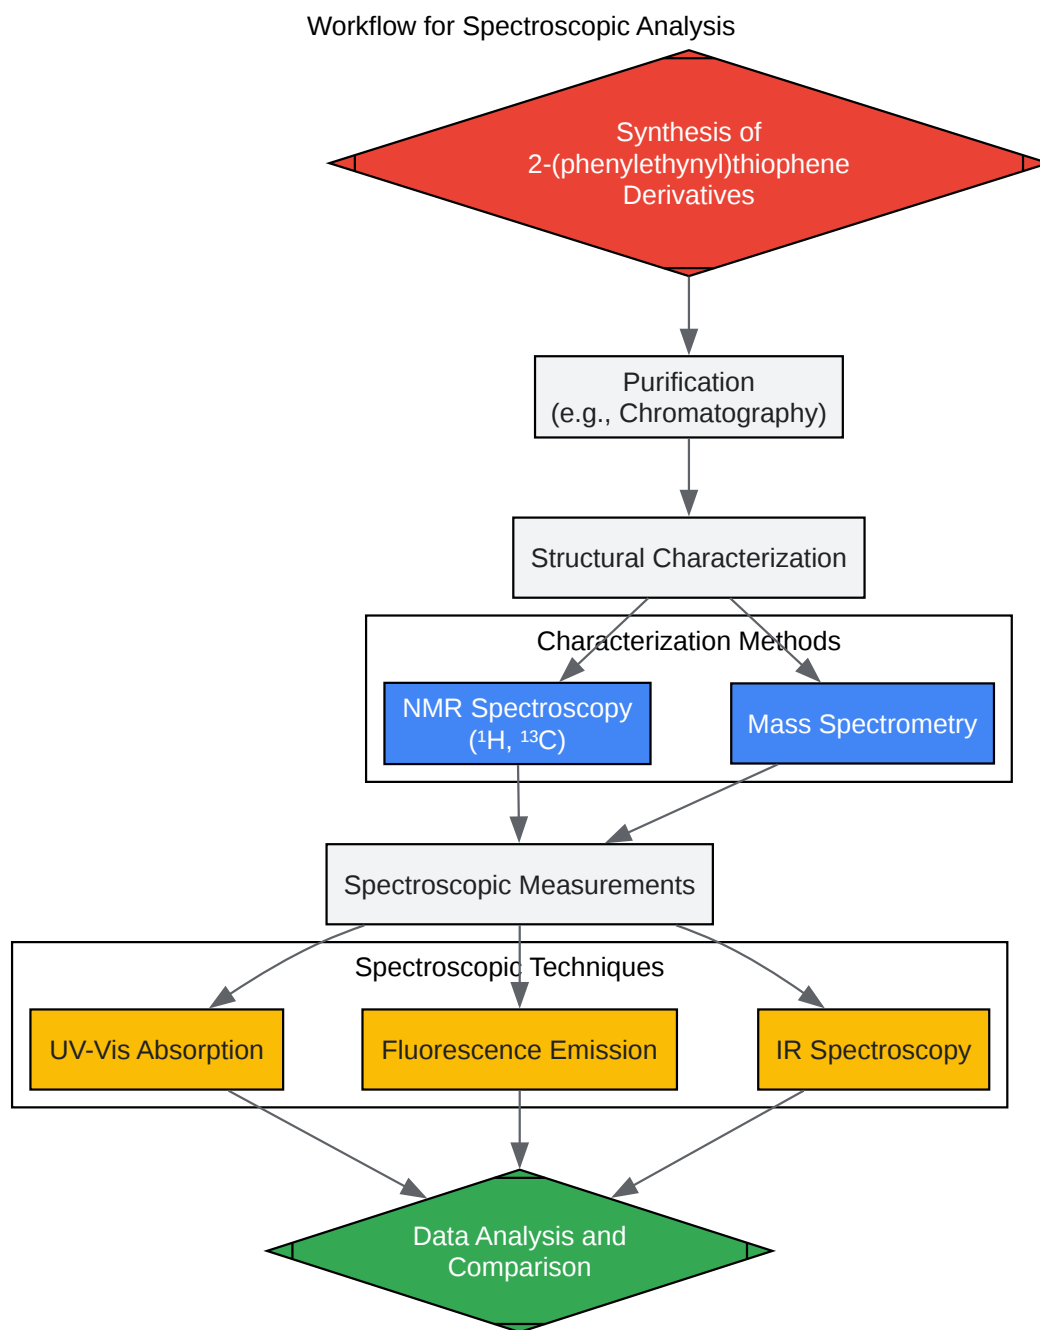 Workflow for Spectroscopic Analysis
Synthesis of
2-(phenylethynyl)thiophene
Derivatives
Purification
(e.g., Chromatography)
Structural Characterization
Characterization Methods
NMR Spectroscopy
(¹H, ¹³C)
Mass Spectrometry
Spectroscopic Measurements
Spectroscopic Techniques
UV-Vis Absorption
Fluorescence Emission
IR Spectroscopy
Data Analysis and
Comparison